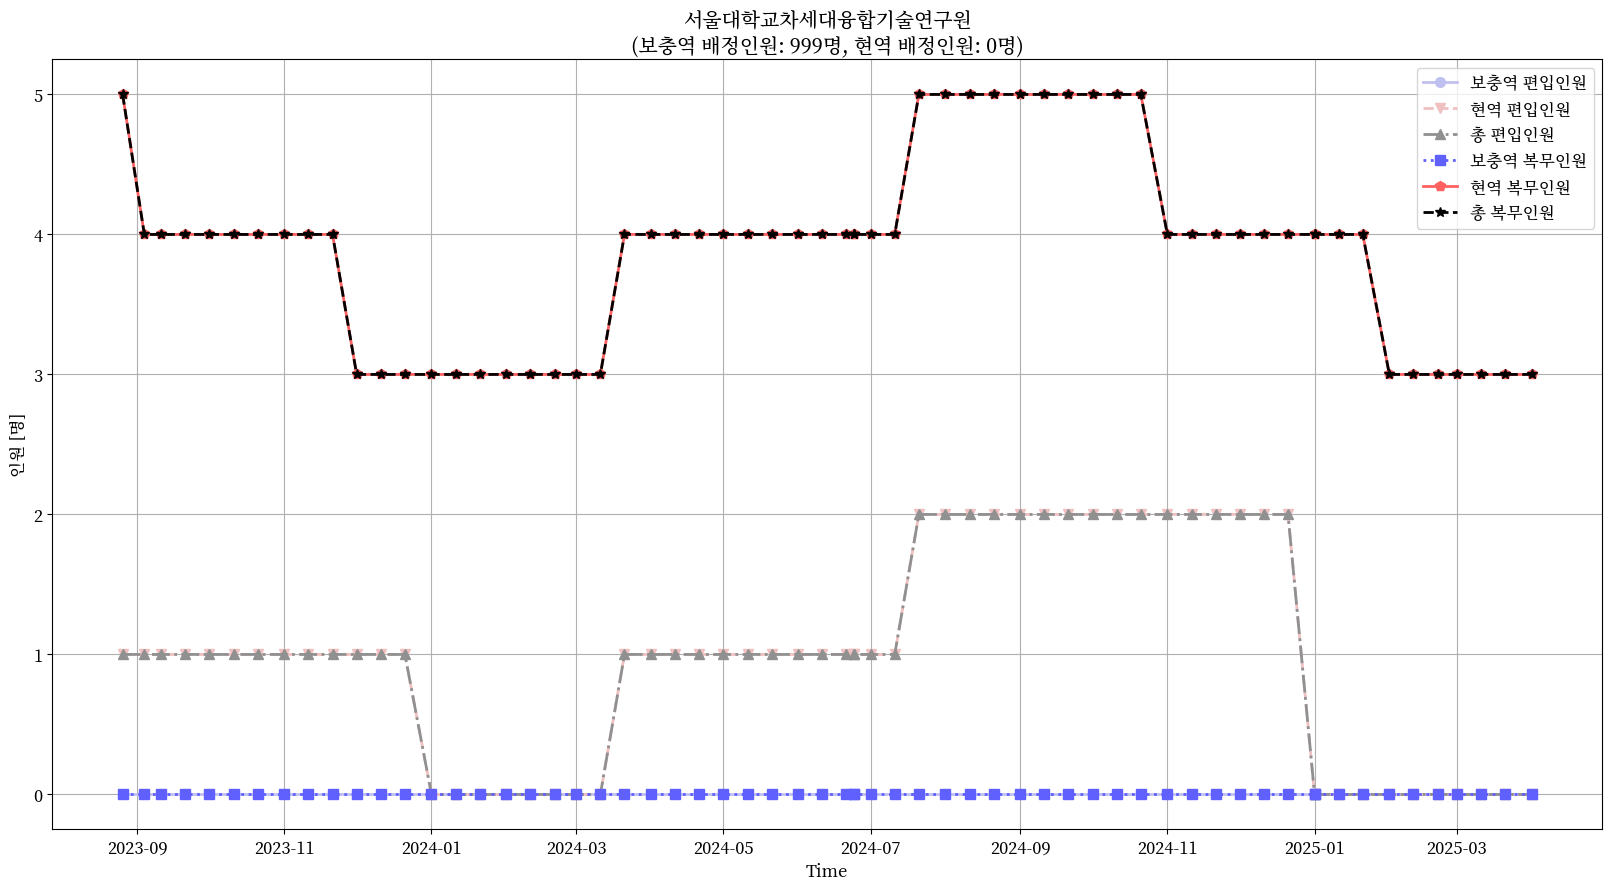 서울대학교차세대융합기술연구원
(보충역 배정인원: 999명, 현역 배정인원: 0명)
보충역 편입인원
현역 편입인원
총 편입인원
보충역 복무인원
현역 복무인원
총 복무인원
인원 [명]
5
4
3
2
1
0
2023-09 2023-11 2024-01 2024-03 2024-05 2024-07 2024-09 2024-11 2025-01 2025-03
Time